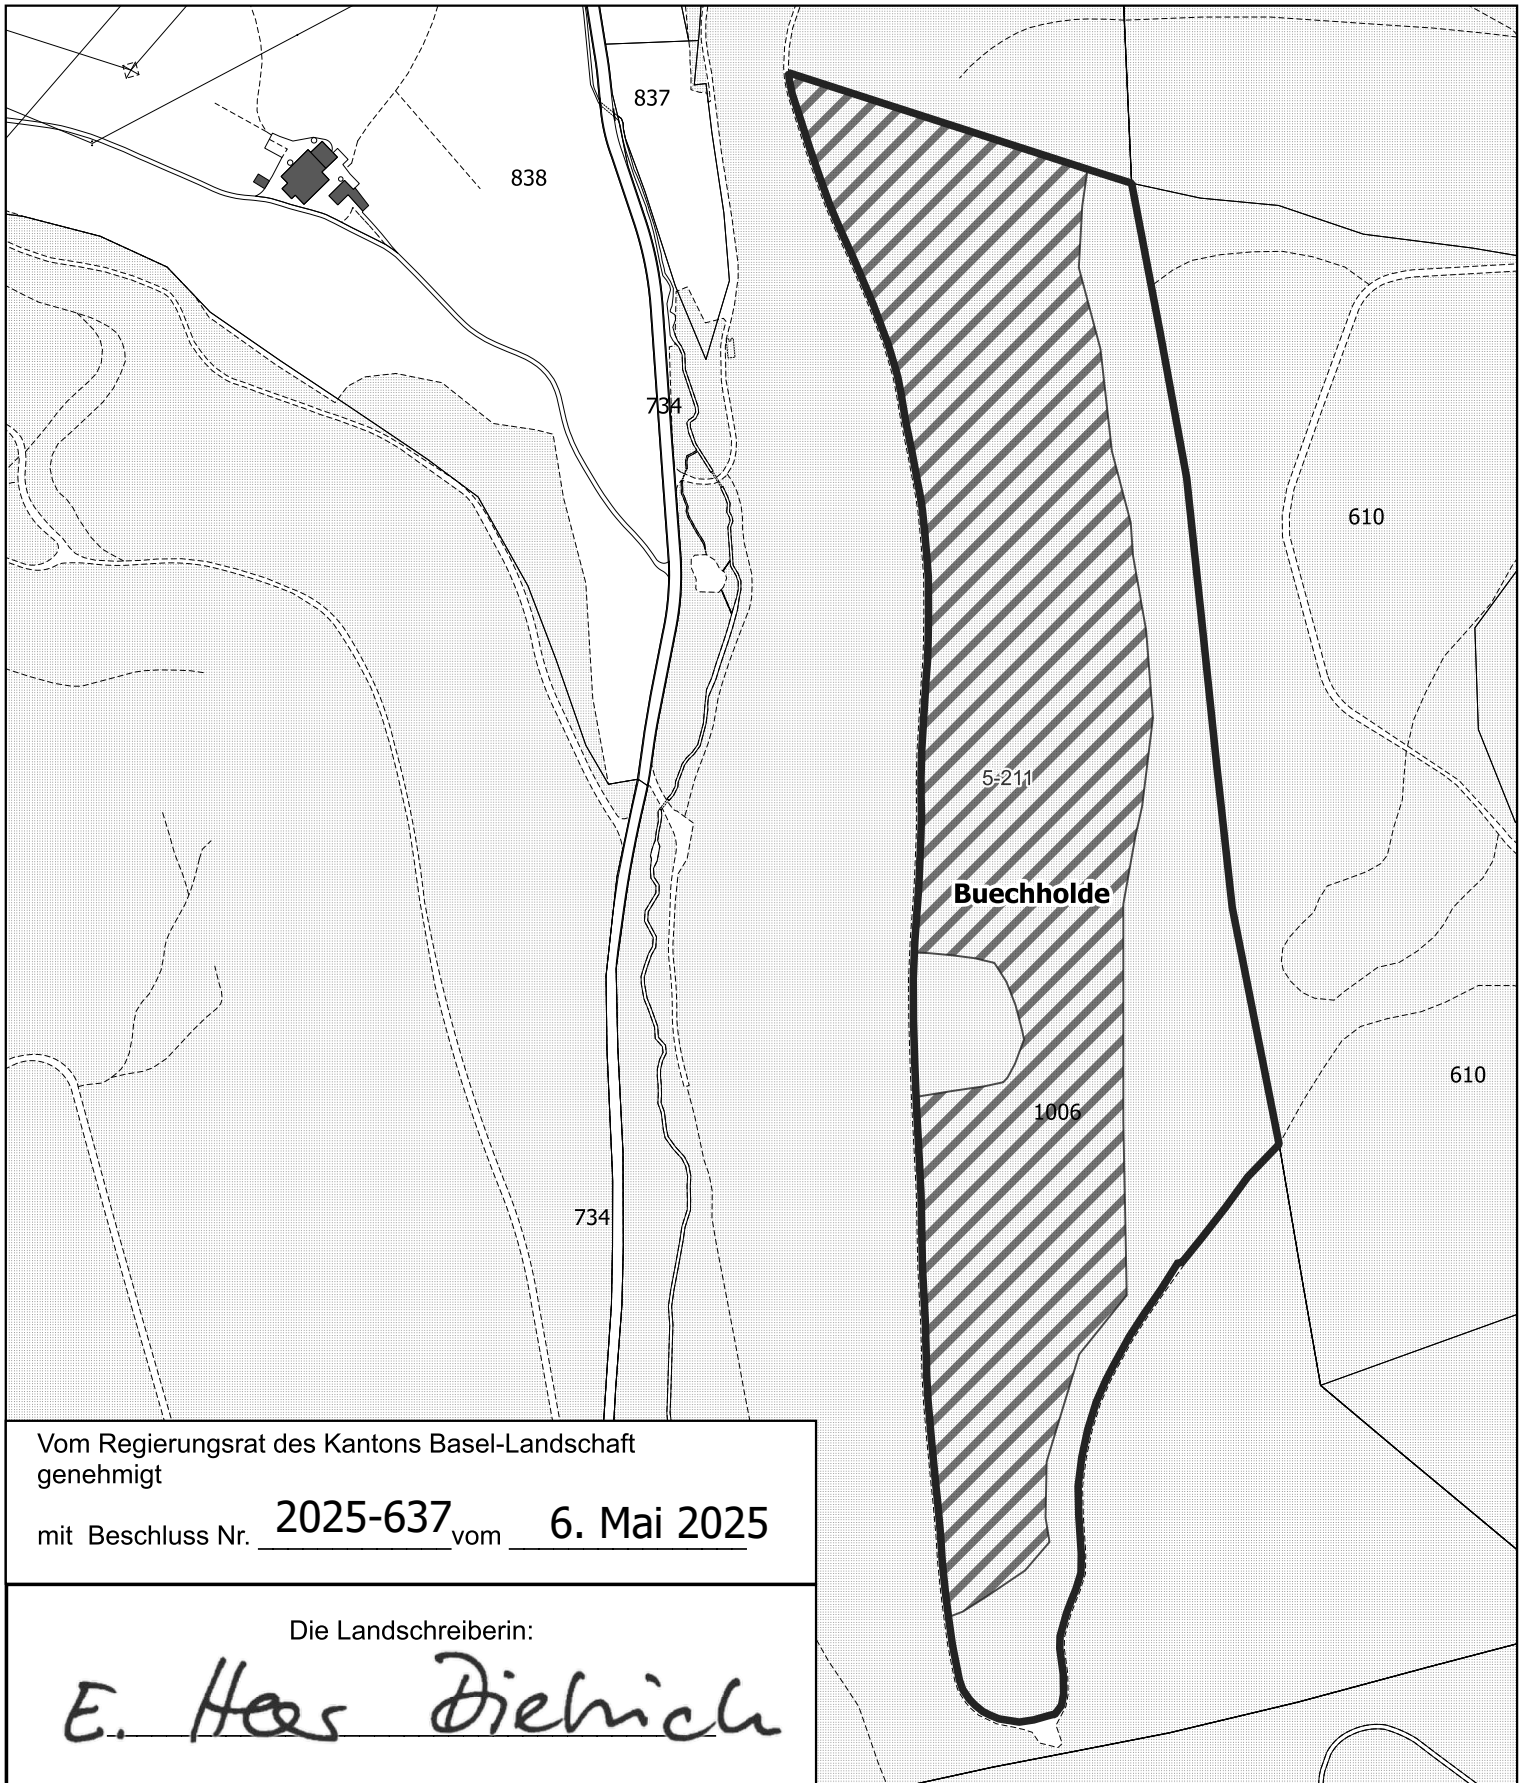 837
838
734
610
5-211
Buechholde
610
1006
734
Vom Regierungsrat des Kantons Basel-Landschaft
genehmigt
mit Beschluss Nr. 2025-637 vom 6. Mai 2025
Die Landschreiberin:
E. Heer Dietrich